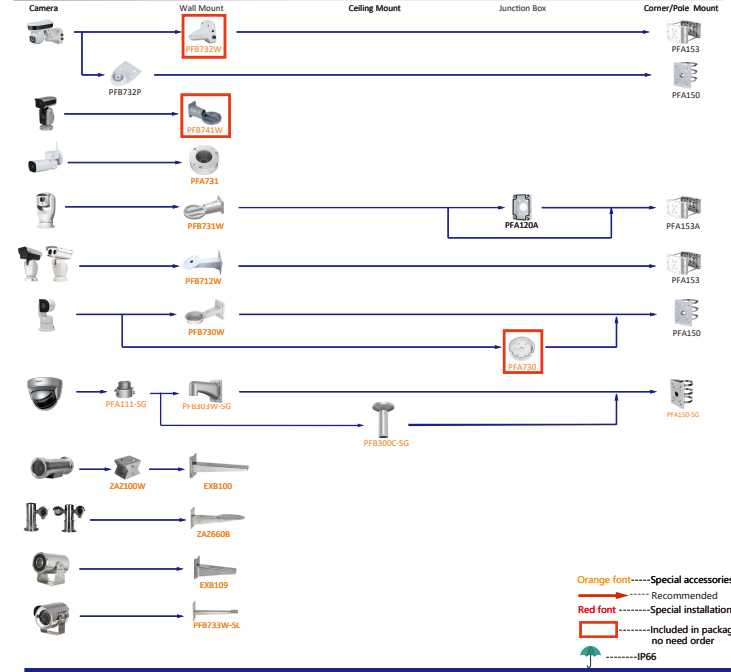 Camera Wall Mount Ceiling Mount Junction Box Corner/Pole Mount
PFB732W PFA153
PFB732P PFA150
PFB741W
PFA731
PFB731W PFA120A PFA153A
PFB712W PFA153
PFB730W PFA150
PFA730
PFA111-SG PFB303W-SG PFA150-SG
PFB300C-SG
ZAZ100W EXB100
ZAZ660B
EXB109
PFB733W-SL
Orange font-----Special accessories
----- Recommended
Red font -------Special installation
-------Included in packag
no need order
--------IP66